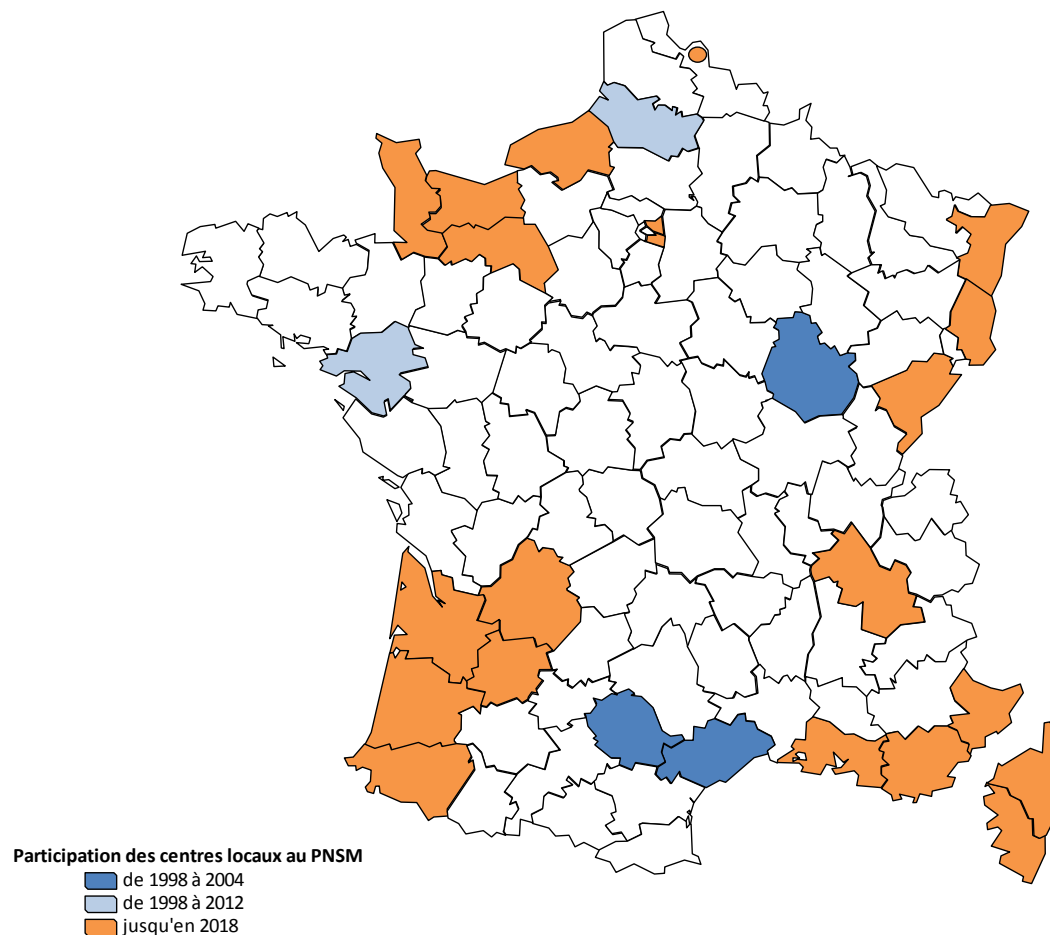 Participation des centres locaux au PNSM
de 1998 à 2004
de 1998 à 2012
jusqu'en 2018